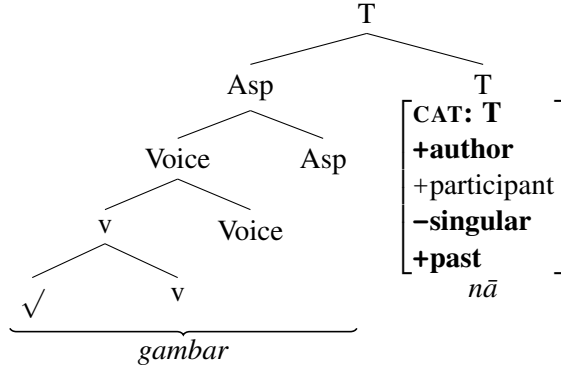 T
Asp T
CAT: T
Voice Asp +author
+participant
v Voice −singular
+past
√ v nā
gambar